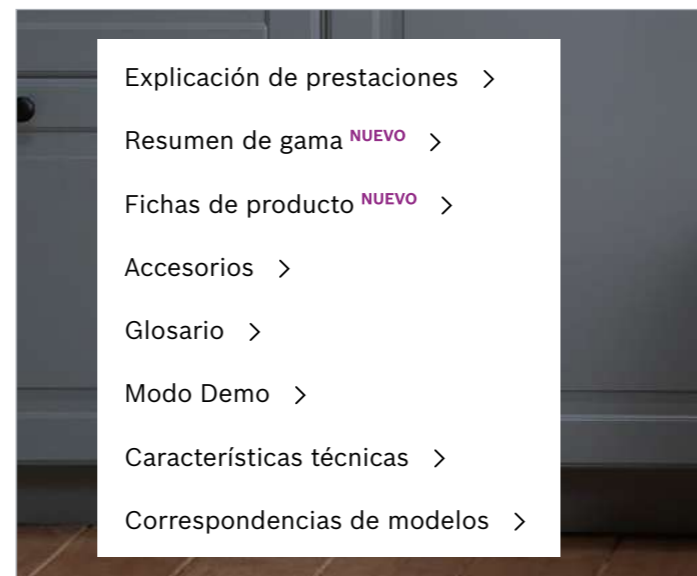 Explicación de prestaciones
Resumen de gama NUEVO
Fichas de producto NUEVO
Accesorios
Glosario
Modo Demo
Características técnicas
Correspondencias de modelos